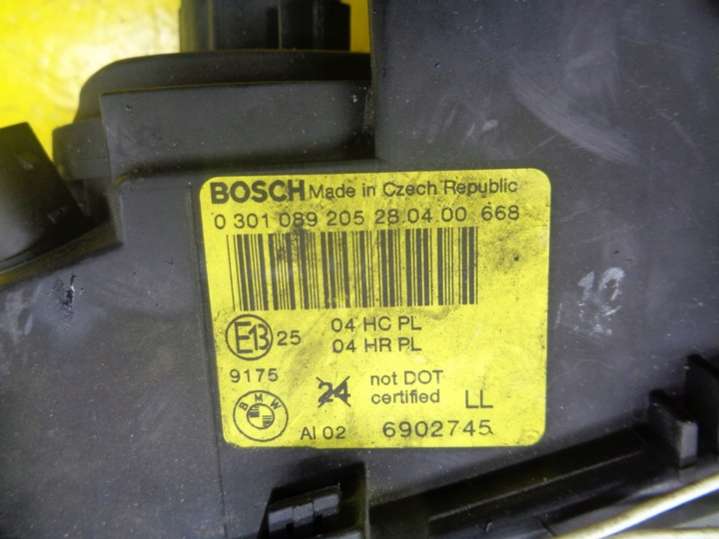 BOSCH Made in Czech Republic
0 301 089 205 28.04.00 668
E13 25 04 HC PL
04 HR PL
9175 24 not DOT
certified LL
BMW
AI 02 6902745
10